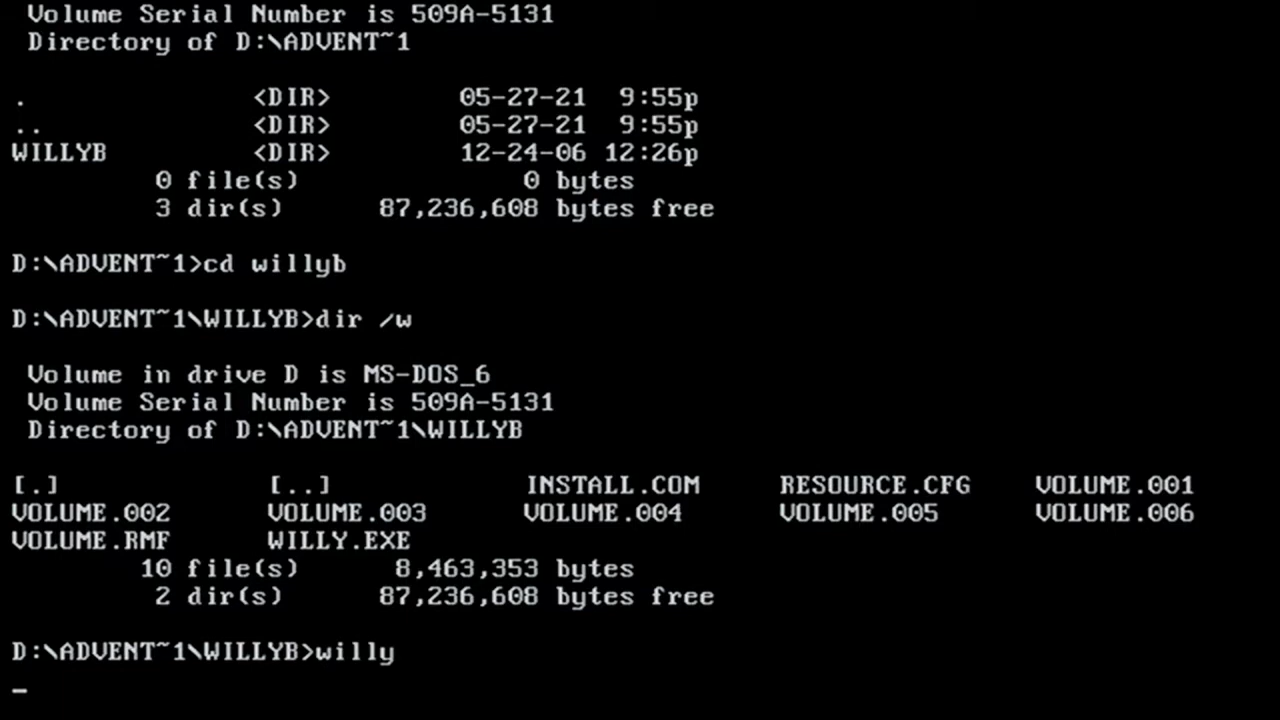 Volume Serial Number is 509A-5131
Directory of D:\ADVENT~1
. <DIR> 05-27-21 9:55p
.. <DIR> 05-27-21 9:55p
WILLYB <DIR> 12-24-06 12:26p
0 file(s) 0 bytes
3 dir(s) 87,236,608 bytes free
D:\ADVENT~1>cd willyb
D:\ADVENT~1\WILLYB>dir /w
Volume in drive D is MS-DOS_6
Volume Serial Number is 509A-5131
Directory of D:\ADVENT~1\WILLYB
[.] [..] INSTALL.COM RESOURCE.CFG VOLUME.001
VOLUME.002 VOLUME.003 VOLUME.004 VOLUME.005 VOLUME.006
VOLUME.RMF WILLY.EXE
10 file(s) 8,463,353 bytes
2 dir(s) 87,236,608 bytes free
D:\ADVENT~1\WILLYB>willy